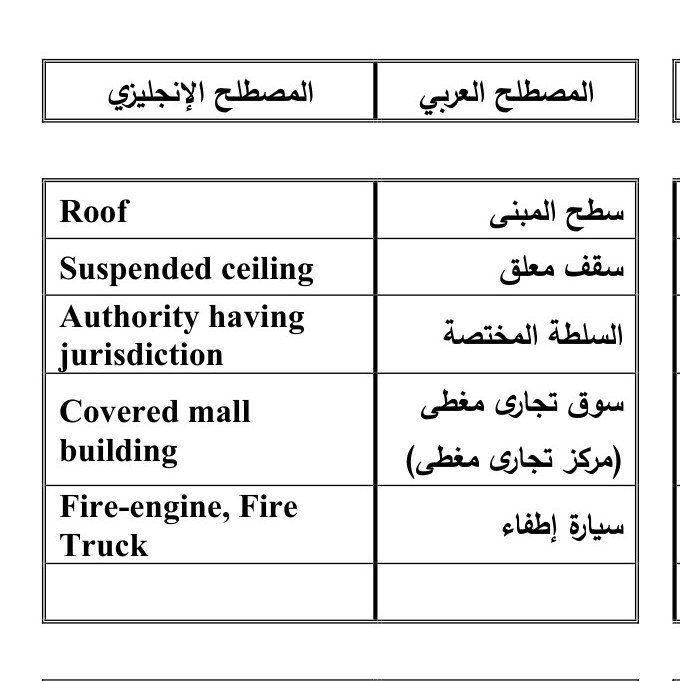 المصطلح العربي
المصطلح الإنجليزي
سطح المبنى
Roof
سقف معلق
Suspended ceiling
السلطة المختصة
Authority having
jurisdiction
سوق تجارى مغطى
(مركز تجارى مغطى)
Covered mall
building
سيارة إطفاء
Fire-engine, Fire
Truck